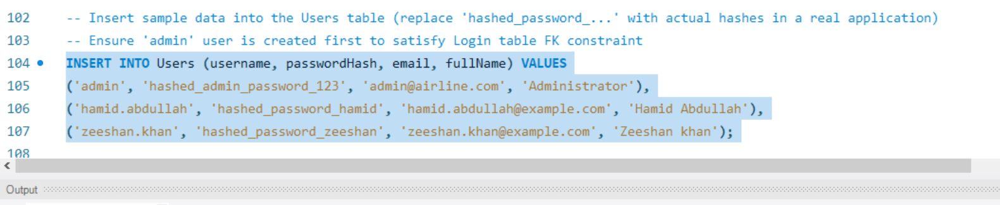 102 -- Insert sample data into the Users table (replace 'hashed_password_...' with actual hashes in a real application)
103 -- Ensure 'admin' user is created first to satisfy Login table FK constraint
104 INSERT INTO Users (username, passwordHash, email, fullName) VALUES
105 ('admin', 'hashed_admin_password_123', 'admin@airline.com', 'Administrator'),
106 ('hamid.abdullah', 'hashed_password_hamid', 'hamid.abdullah@example.com', 'Hamid Abdullah'),
107 ('zeeshan.khan', 'hashed_password_zeeshan', 'zeeshan.khan@example.com', 'Zeeshan khan');
108
Output